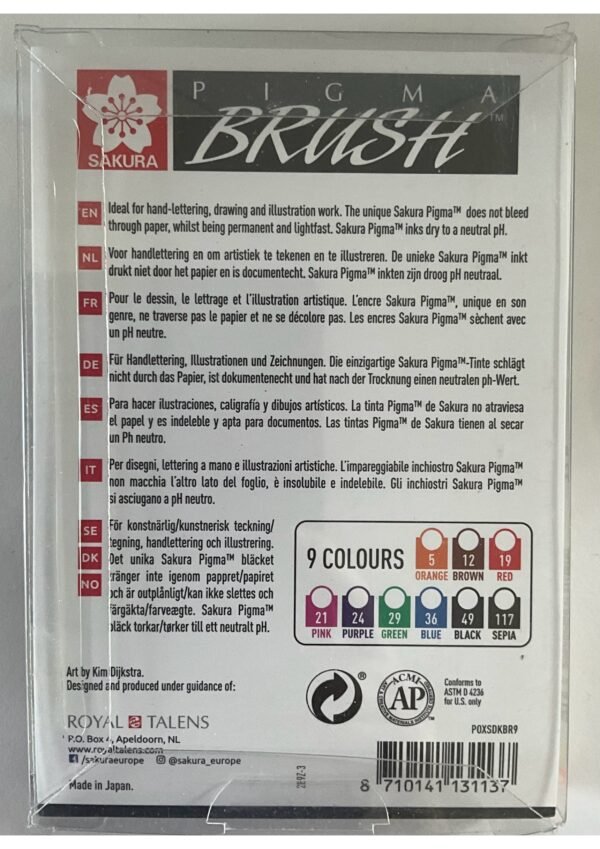 PIGMA
BRUSH™
SAKURA
EN Ideal for hand-lettering, drawing and illustration work. The unique Sakura Pigma™ does not bleed
through paper, whilst being permanent and lightfast. Sakura Pigma™ inks dry to a neutral pH.
NL Voor handlettering en om artistiek te tekenen en te illustreren. De unieke Sakura Pigma™ inkt
drukt niet door het papier en is documentecht. Sakura Pigma™ inkten zijn droog pH neutraal.
FR Pour le dessin, le lettrage et l'illustration artistique. L'encre Sakura Pigma™, unique en son
genre, ne traverse pas le papier et ne se décolore pas. Les encres Sakura Pigma™ sèchent avec
un pH neutre.
DE Für Handlettering, Illustrationen und Zeichnungen. Die einzigartige Sakura Pigma™-Tinte schlägt
nicht durch das Papier, ist dokumentenecht und hat nach der Trocknung einen neutralen ph-Wert.
ES Para hacer ilustraciones, caligrafía y dibujos artísticos. La tinta Pigma™ de Sakura no atraviesa
el papel y es indeleble y apta para documentos. Las tintas Pigma™ de Sakura tienen al secar
un Ph neutro.
IT Per disegni, lettering a mano e illustrazioni artistiche. L'impareggiabile inchiostro Sakura Pigma™
non macchia l'altro lato del foglio, è insolubile e indelebile. Gli inchiostri Sakura Pigma™
si asciugano a pH neutro.
SE För konstnärlig/kunstnerisk teckning/
tegning, handlettering och illustrering.
DK Det unika Sakura Pigma™ bläcket
NO tränger inte igenom pappret/papiret
och är outplånligt/kan ikke slettes och
färgäkta/farveægte. Sakura Pigma™
bläck torkar/tørker till ett neutralt pH.
9 COLOURS
5 12 19
ORANGE BROWN RED
21 24 29 36 49 117
PINK PURPLE GREEN BLUE BLACK SEPIA
Art by Kim Dijkstra.
Designed and produced under guidance of:
ROYAL TALENS
P.O. Box 4, Apeldoorn, NL
www.royaltalens.com
/sakuraeurope @sakura_europe
Made in Japan.
®
ACMI
AP
Conforms to
ASTM D 4236
for U.S. only
POXSDKBR9
8 710141 131137